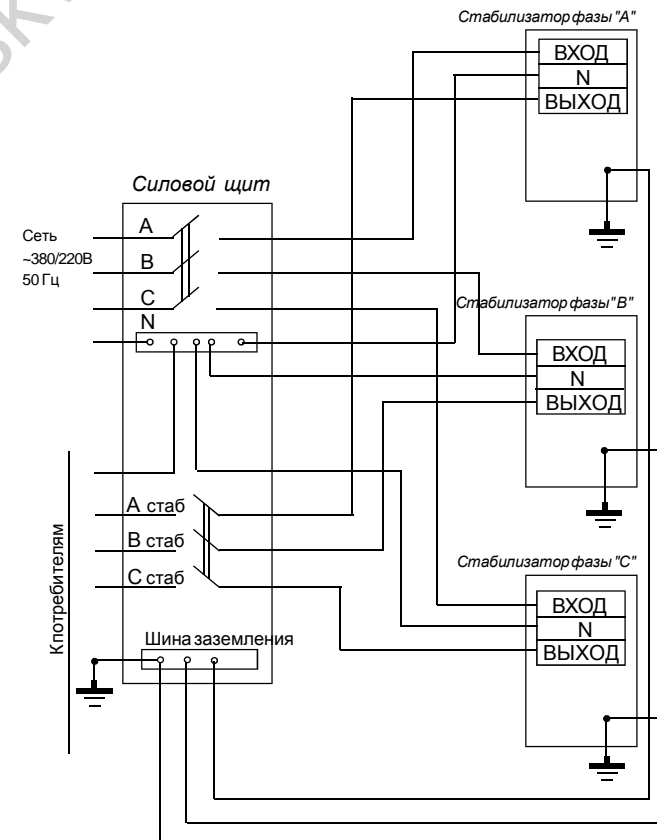 Стабилизатор фазы "А"
ВХОД
N
ВЫХОД
Силовой щит
Сеть
~380/220В
50 Гц
A
B
C
N
Стабилизатор фазы "В"
ВХОД
N
ВЫХОД
К потребителям
А стаб
В стаб
С стаб
Стабилизатор фазы "С"
ВХОД
N
ВЫХОД
Шина заземления